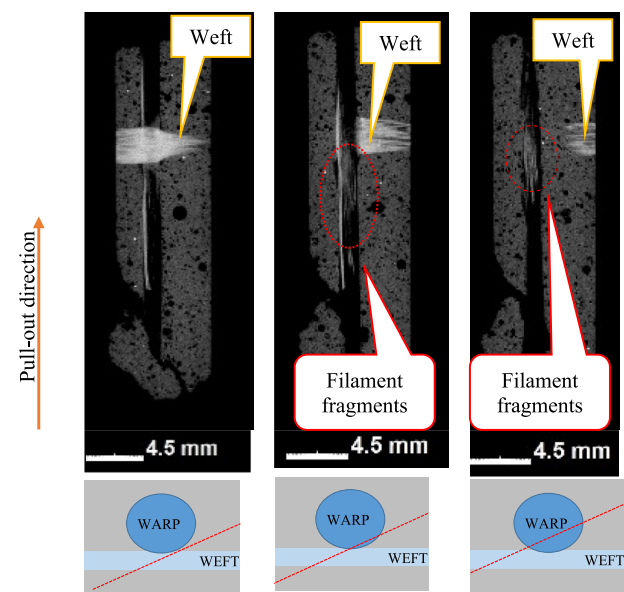 Weft
Weft
Weft
Pull-out direction
Filament
fragments
Filament
fragments
4.5 mm
4.5 mm
4.5 mm
WARP
WEFT
WARP
WEFT
WARP
WEFT